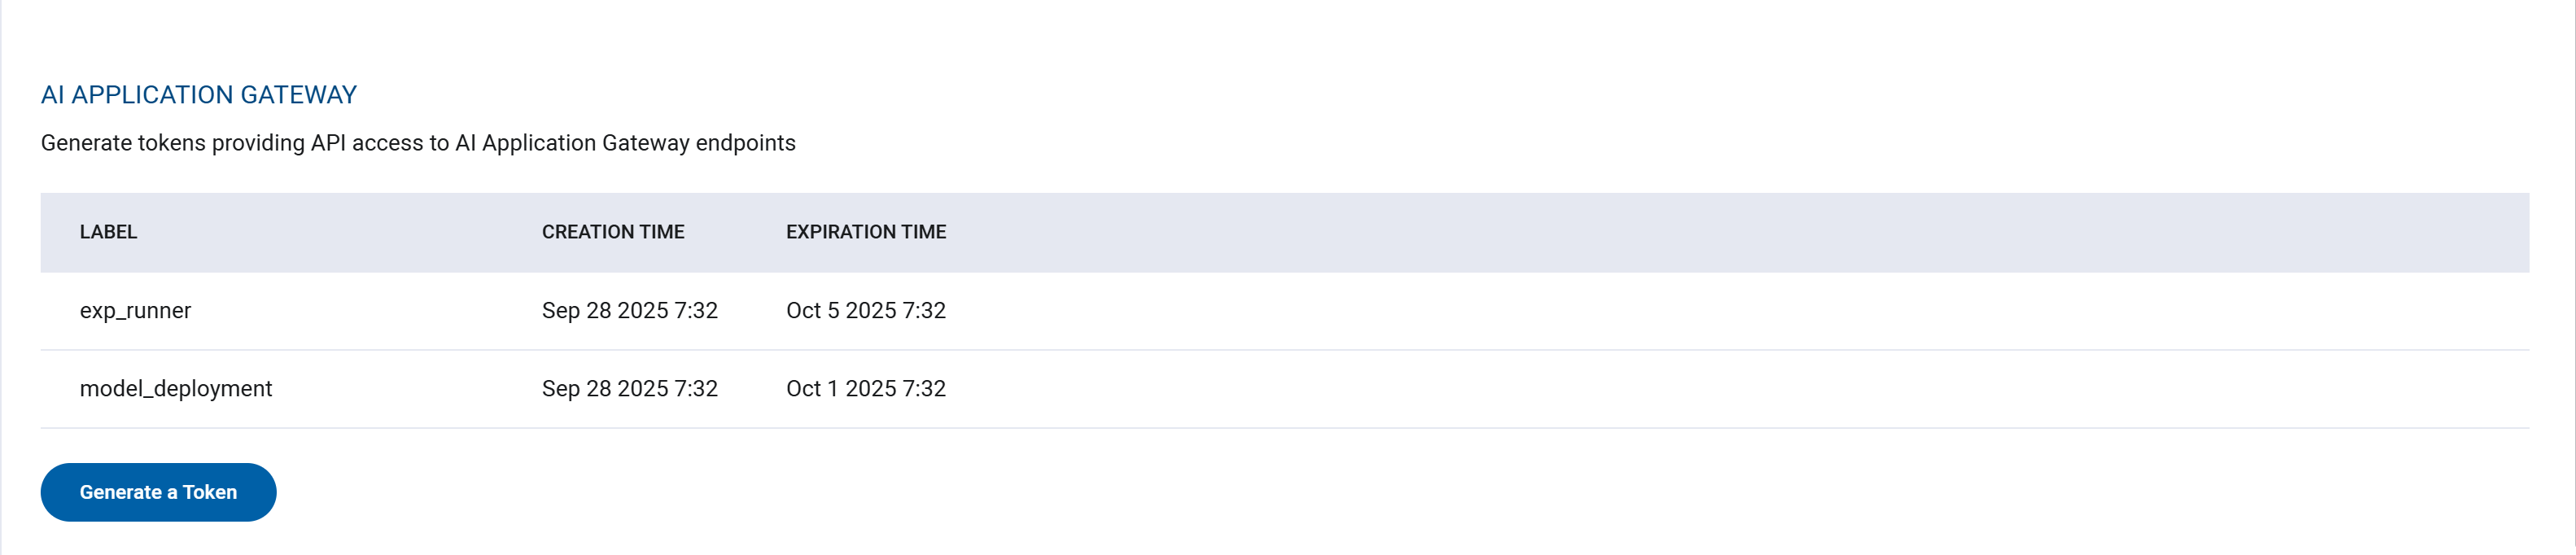 AI APPLICATION GATEWAY
Generate tokens providing API access to AI Application Gateway endpoints
LABEL CREATION TIME EXPIRATION TIME
exp_runner Sep 28 2025 7:32 Oct 5 2025 7:32
model_deployment Sep 28 2025 7:32 Oct 1 2025 7:32
Generate a Token